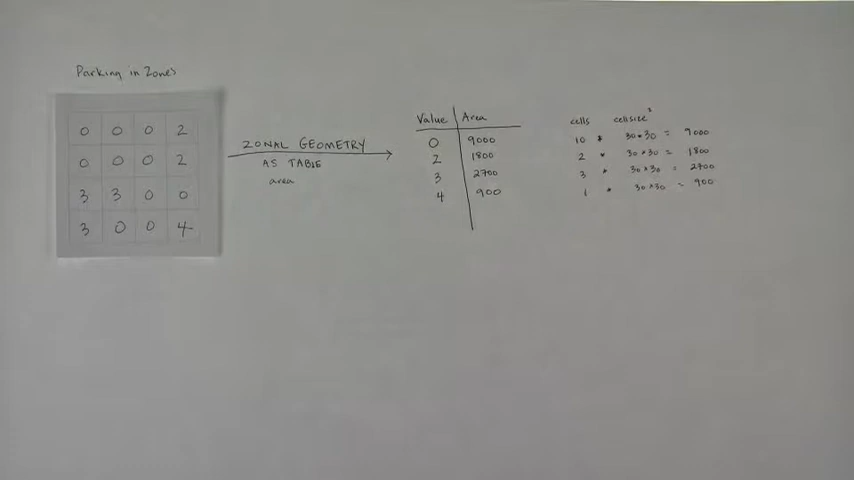 Parking in Zones
0 0 0 2
0 0 0 2
3 3 0 0
3 0 0 4
ZONAL GEOMETRY
AS TABLE
area
Value Area
0 9000
2 1800
3 2700
4 900
cells cellsize²
10 * 30*30 = 9000
2 * 30*30 = 1800
3 * 30*30 = 2700
1 * 30*30 = 900